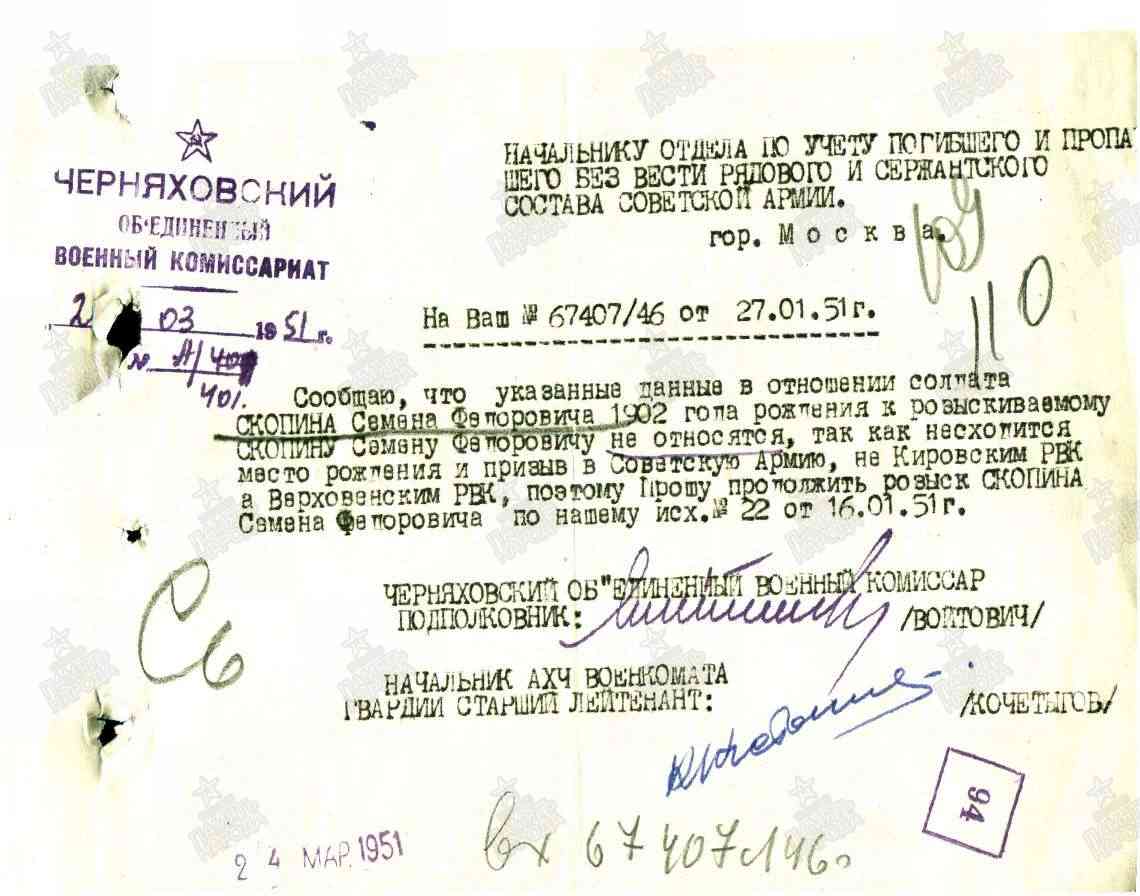 ЧЕРНЯХОВСКИЙ
ОБ'ЕДИНЕННЫЙ
ВОЕННЫЙ КОМИССАРИАТ
2 03 1951 г.
№ А/
401.
НАЧАЛЬНИКУ ОТДЕЛА ПО УЧЕТУ ПОГИБШЕГО И ПРОПА
ШЕГО БЕЗ ВЕСТИ РЯДОВОГО И СЕРЖАНТСКОГО
СОСТАВА СОВЕТСКОЙ АРМИИ.
гор. М о с к в а.
110
На Ваш № 67407/46 от 27.01.51г.
Сообщаю, что указанные данные в отношении солдата
СКОПИНА Семена Федоровича 1902 года рождения к розыскиваемому
СКОПИНУ Семену Федоровичу не относятся, так как несходится
место рождения и призыв в Советскую Армию, не Кировским РВК
а Верховенским РВК, поэтому Прошу продолжить розыск СКОПИНА
Семена Федоровича по нашему исх.№ 22 от 16.01.51г.
ЧЕРНЯХОВСКИЙ ОБ"ЕДИНЕННЫЙ ВОЕННЫЙ КОМИССАР
ПОДПОЛКОВНИК: /ВОЙТОВИЧ/
НАЧАЛЬНИК АХЧ ВОЕНКОМАТА
ГВАРДИИ СТАРШИЙ ЛЕЙТЕНАНТ: /КОЧЕТЫГОВ/
94
24 МАР. 1951
вх 67407